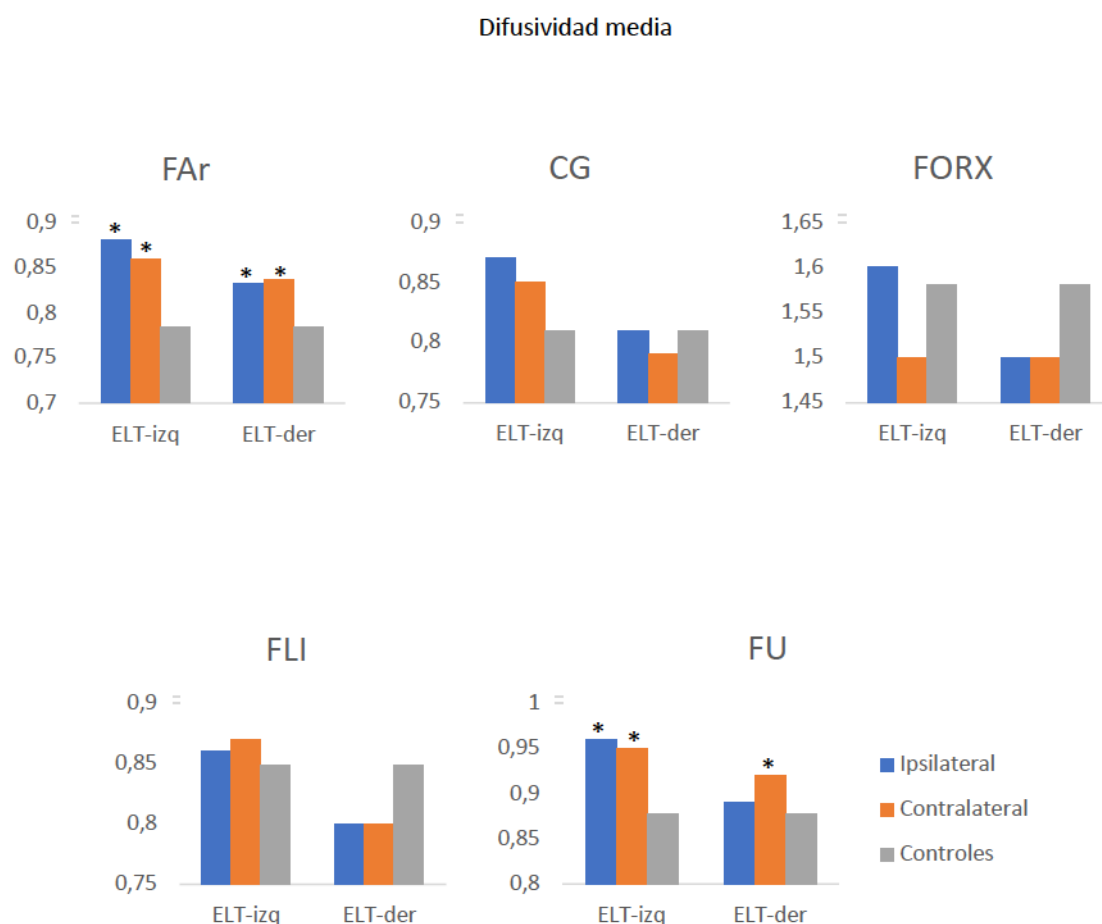 Difusividad media
FAr
0,9
0,85
0,8
0,75
0,7
* * * *
ELT-izq ELT-der
CG
0,9
0,85
0,8
0,75
ELT-izq ELT-der
FORX
1,65
1,6
1,55
1,5
1,45
ELT-izq ELT-der
FLI
0,9
0,85
0,8
0,75
ELT-izq ELT-der
FU
1
0,95
0,9
0,85
0,8
* * *
ELT-izq ELT-der
Ipsilateral
Contralateral
Controles